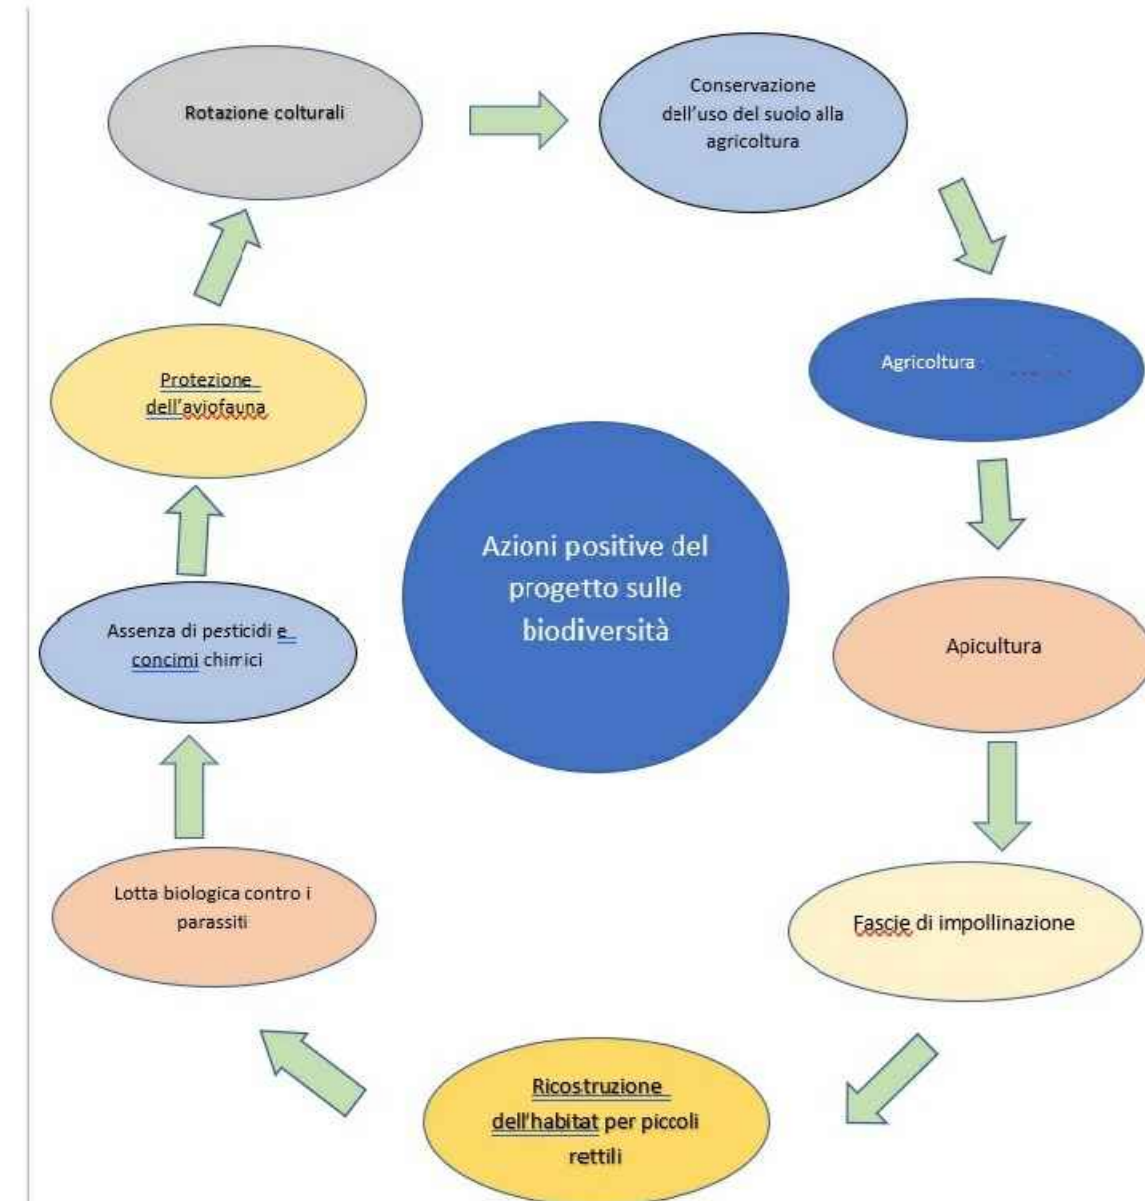 Rotazione colturali
Conservazione
dell'uso del suolo alla
agricoltura
Agricoltura
Apicultura
Fascie di impollinazione
Ricostruzione
dell'habitat per piccoli
rettili
Lotta biologica contro i
parassiti
Assenza di pesticidi e
concimi chimici
Protezione
dell'aviofauna
Azioni positive del
progetto sulle
biodiversità